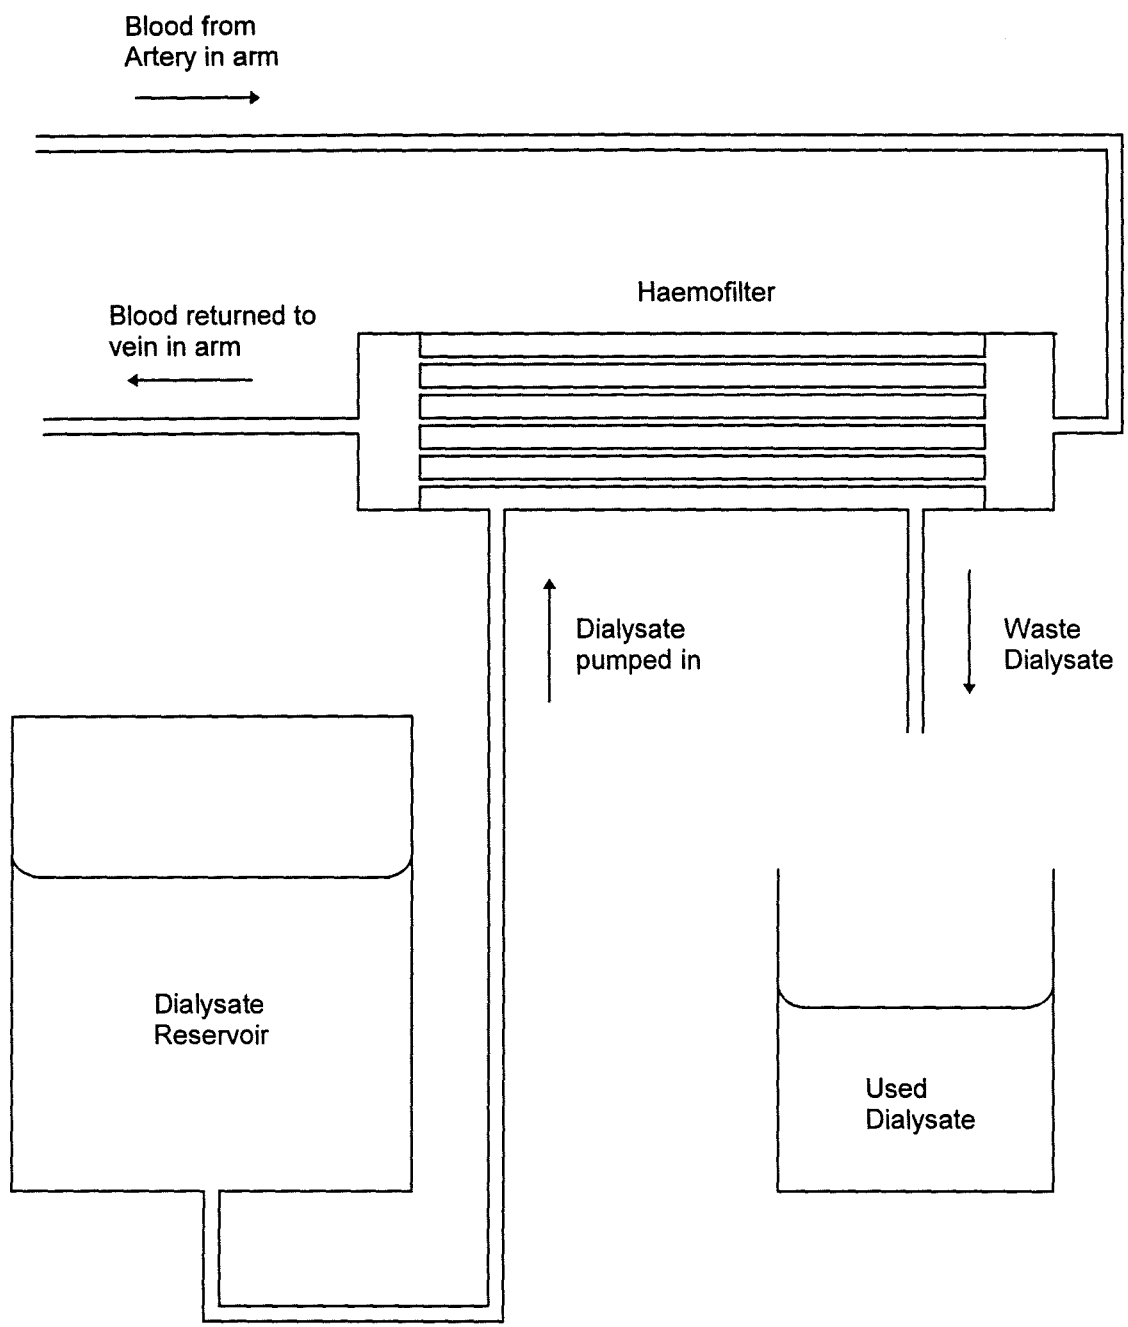 Blood from
Artery in arm
Haemofilter
Blood returned to
vein in arm
Dialysate
pumped in
Waste
Dialysate
Dialysate
Reservoir
Used
Dialysate